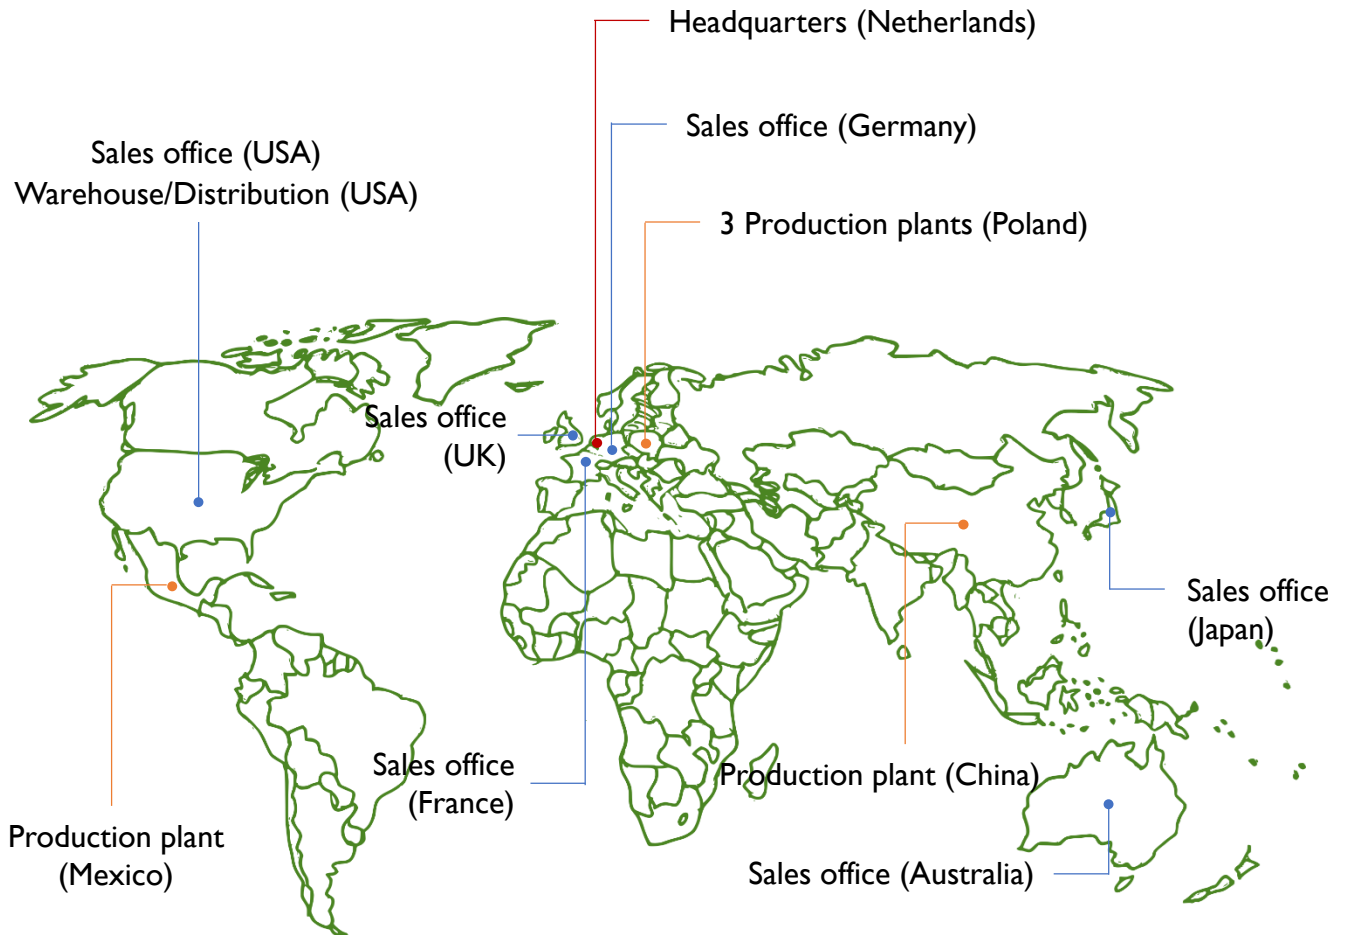 Headquarters (Netherlands)
Sales office (Germany)
Sales office (USA)
Warehouse/Distribution (USA)
3 Production plants (Poland)
Sales office
(UK)
Sales office
(Japan)
Sales office
(France)
Production plant (China)
Production plant
(Mexico)
Sales office (Australia)